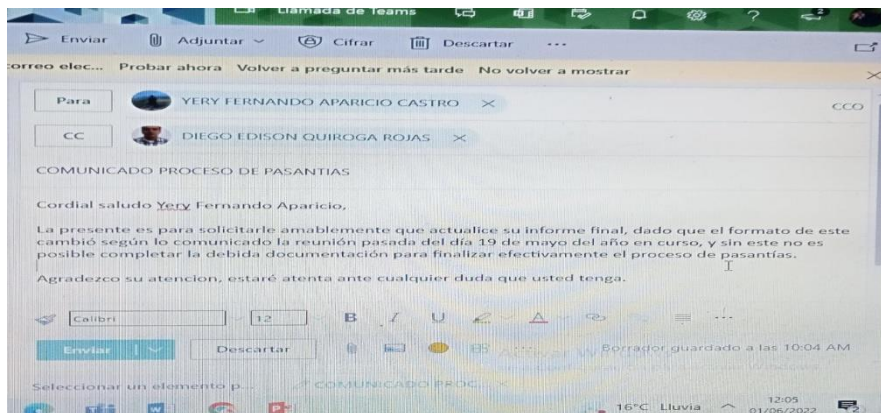 Llamada de Teams
Enviar Adjuntar Cifrar Descartar ...
correo elec... Probar ahora Volver a preguntar más tarde No volver a mostrar
Para YERY FERNANDO APARICIO CASTRO CCO
CC DIEGO EDISON QUIROGA ROJAS
COMUNICADO PROCESO DE PASANTIAS
Cordial saludo Yery Fernando Aparicio,
La presente es para solicitarle amablemente que actualice su informe final, dado que el formato de este
cambió según lo comunicado la reunión pasada del día 19 de mayo del año en curso, y sin este no es
posible completar la debida documentación para finalizar efectivamente el proceso de pasantías.
Agradezco su atencion, estaré atenta ante cualquier duda que usted tenga.
Calibri 12 B I U A ...
Enviar Descartar Borrador guardado a las 10:04 AM
Activar Windows
Seleccionar un elemento p... COMUNICADO PROC...
16°C Lluvia 12:05
01/06/2022